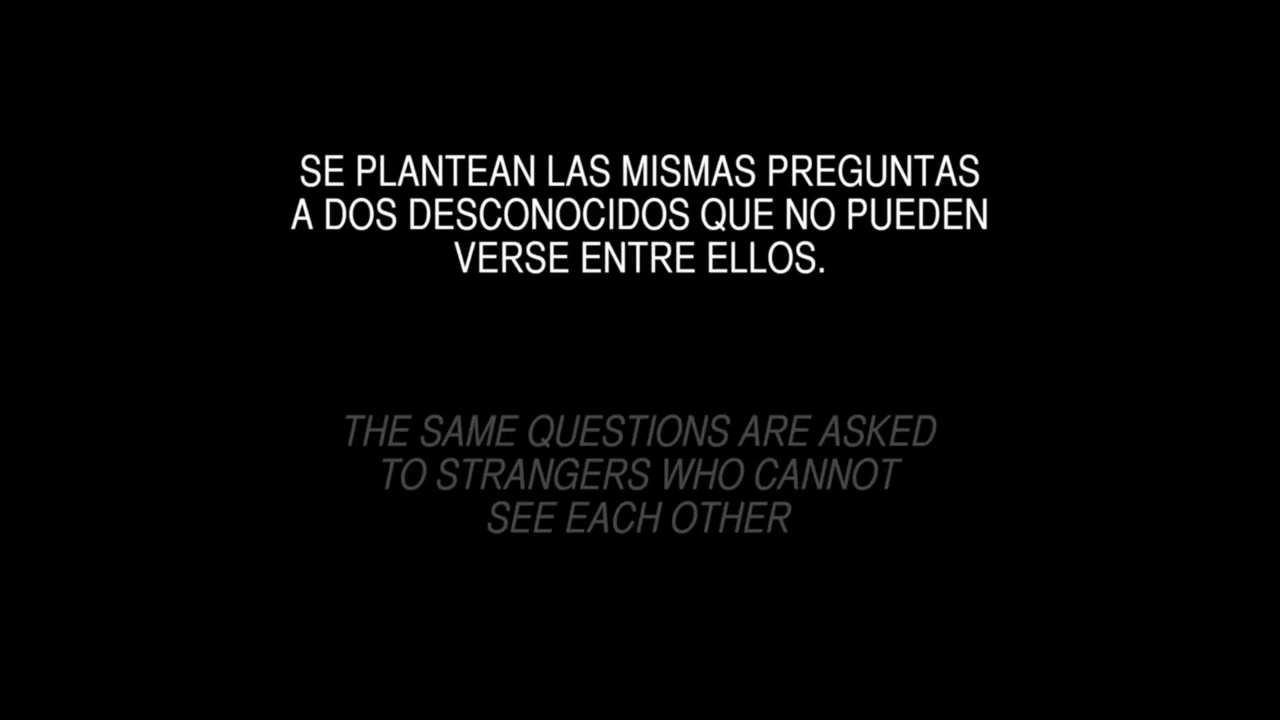 SE PLANTEAN LAS MISMAS PREGUNTAS
A DOS DESCONOCIDOS QUE NO PUEDEN
VERSE ENTRE ELLOS.
THE SAME QUESTIONS ARE ASKED
TO STRANGERS WHO CANNOT
SEE EACH OTHER